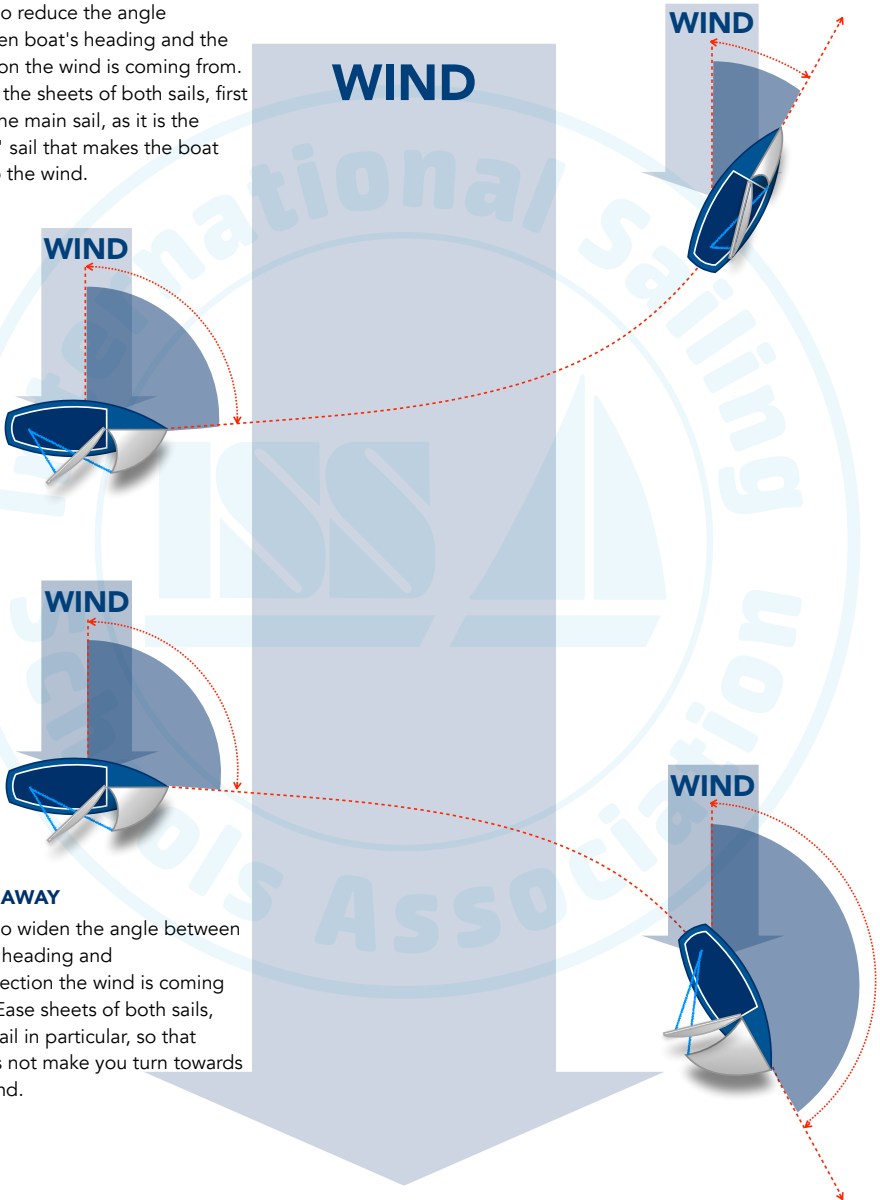 o reduce the angle
en boat's heading and the
on the wind is coming from.
the sheets of both sails, first
he main sail, as it is the
" sail that makes the boat
the wind.
WIND
WIND
WIND
WIND
WIND
AWAY
o widen the angle between
heading and
ection the wind is coming
Ease sheets of both sails,
ail in particular, so that
s not make you turn towards
nd.
International Sailing
Schools Association
ISSA